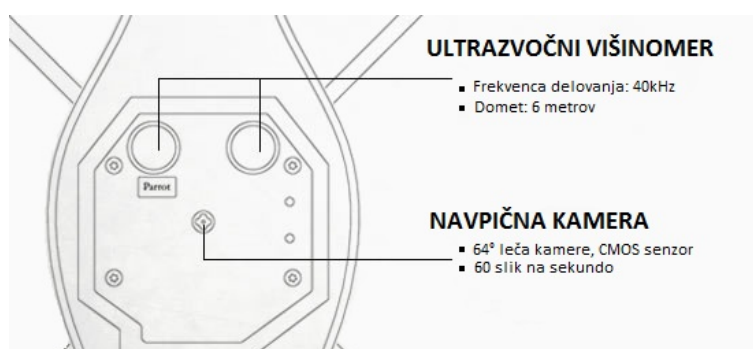 ULTRAZVOČNI VIŠINOMER
▪ Frekvenca delovanja: 40kHz
▪ Domet: 6 metrov
Parrot
NAVPIČNA KAMERA
▪ 64° leča kamere, CMOS senzor
▪ 60 slik na sekundo